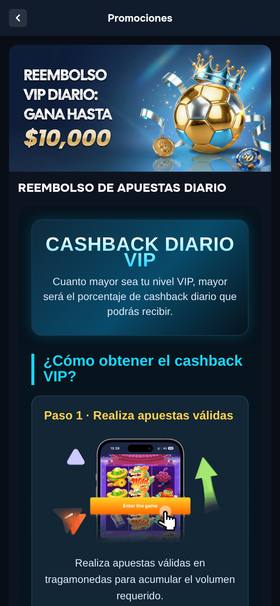 Promociones
REEMBOLSO
VIP DIARIO:
GANA HASTA
$10,000
REEMBOLSO DE APUESTAS DIARIO
CASHBACK DIARIO
VIP
Cuanto mayor sea tu nivel VIP, mayor
será el porcentaje de cashback diario que
podrás recibir.
¿Cómo obtener el cashback
VIP?
Paso 1 · Realiza apuestas válidas
Enter the game
Realiza apuestas válidas en
tragamonedas para acumular el volumen
requerido.